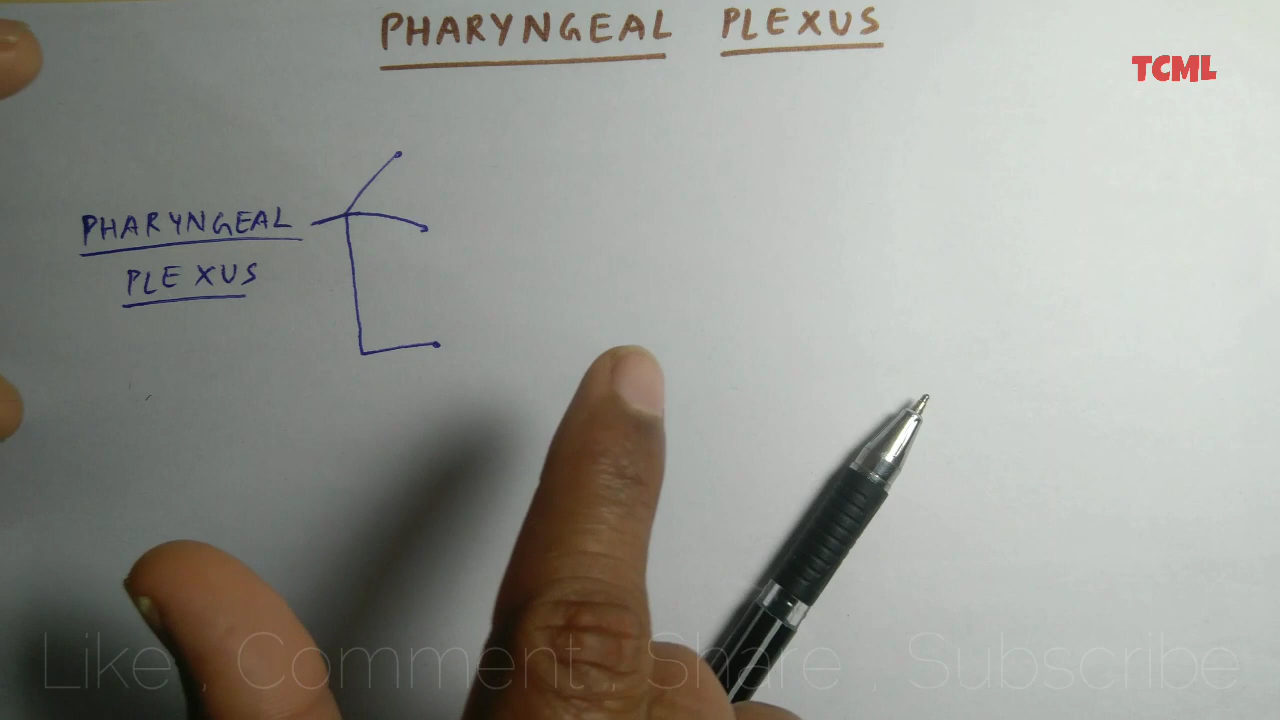 PHARYNGEAL PLEXUS
TCML
PHARYNGEAL
PLEXUS
Like , Comment , Share , Subscribe